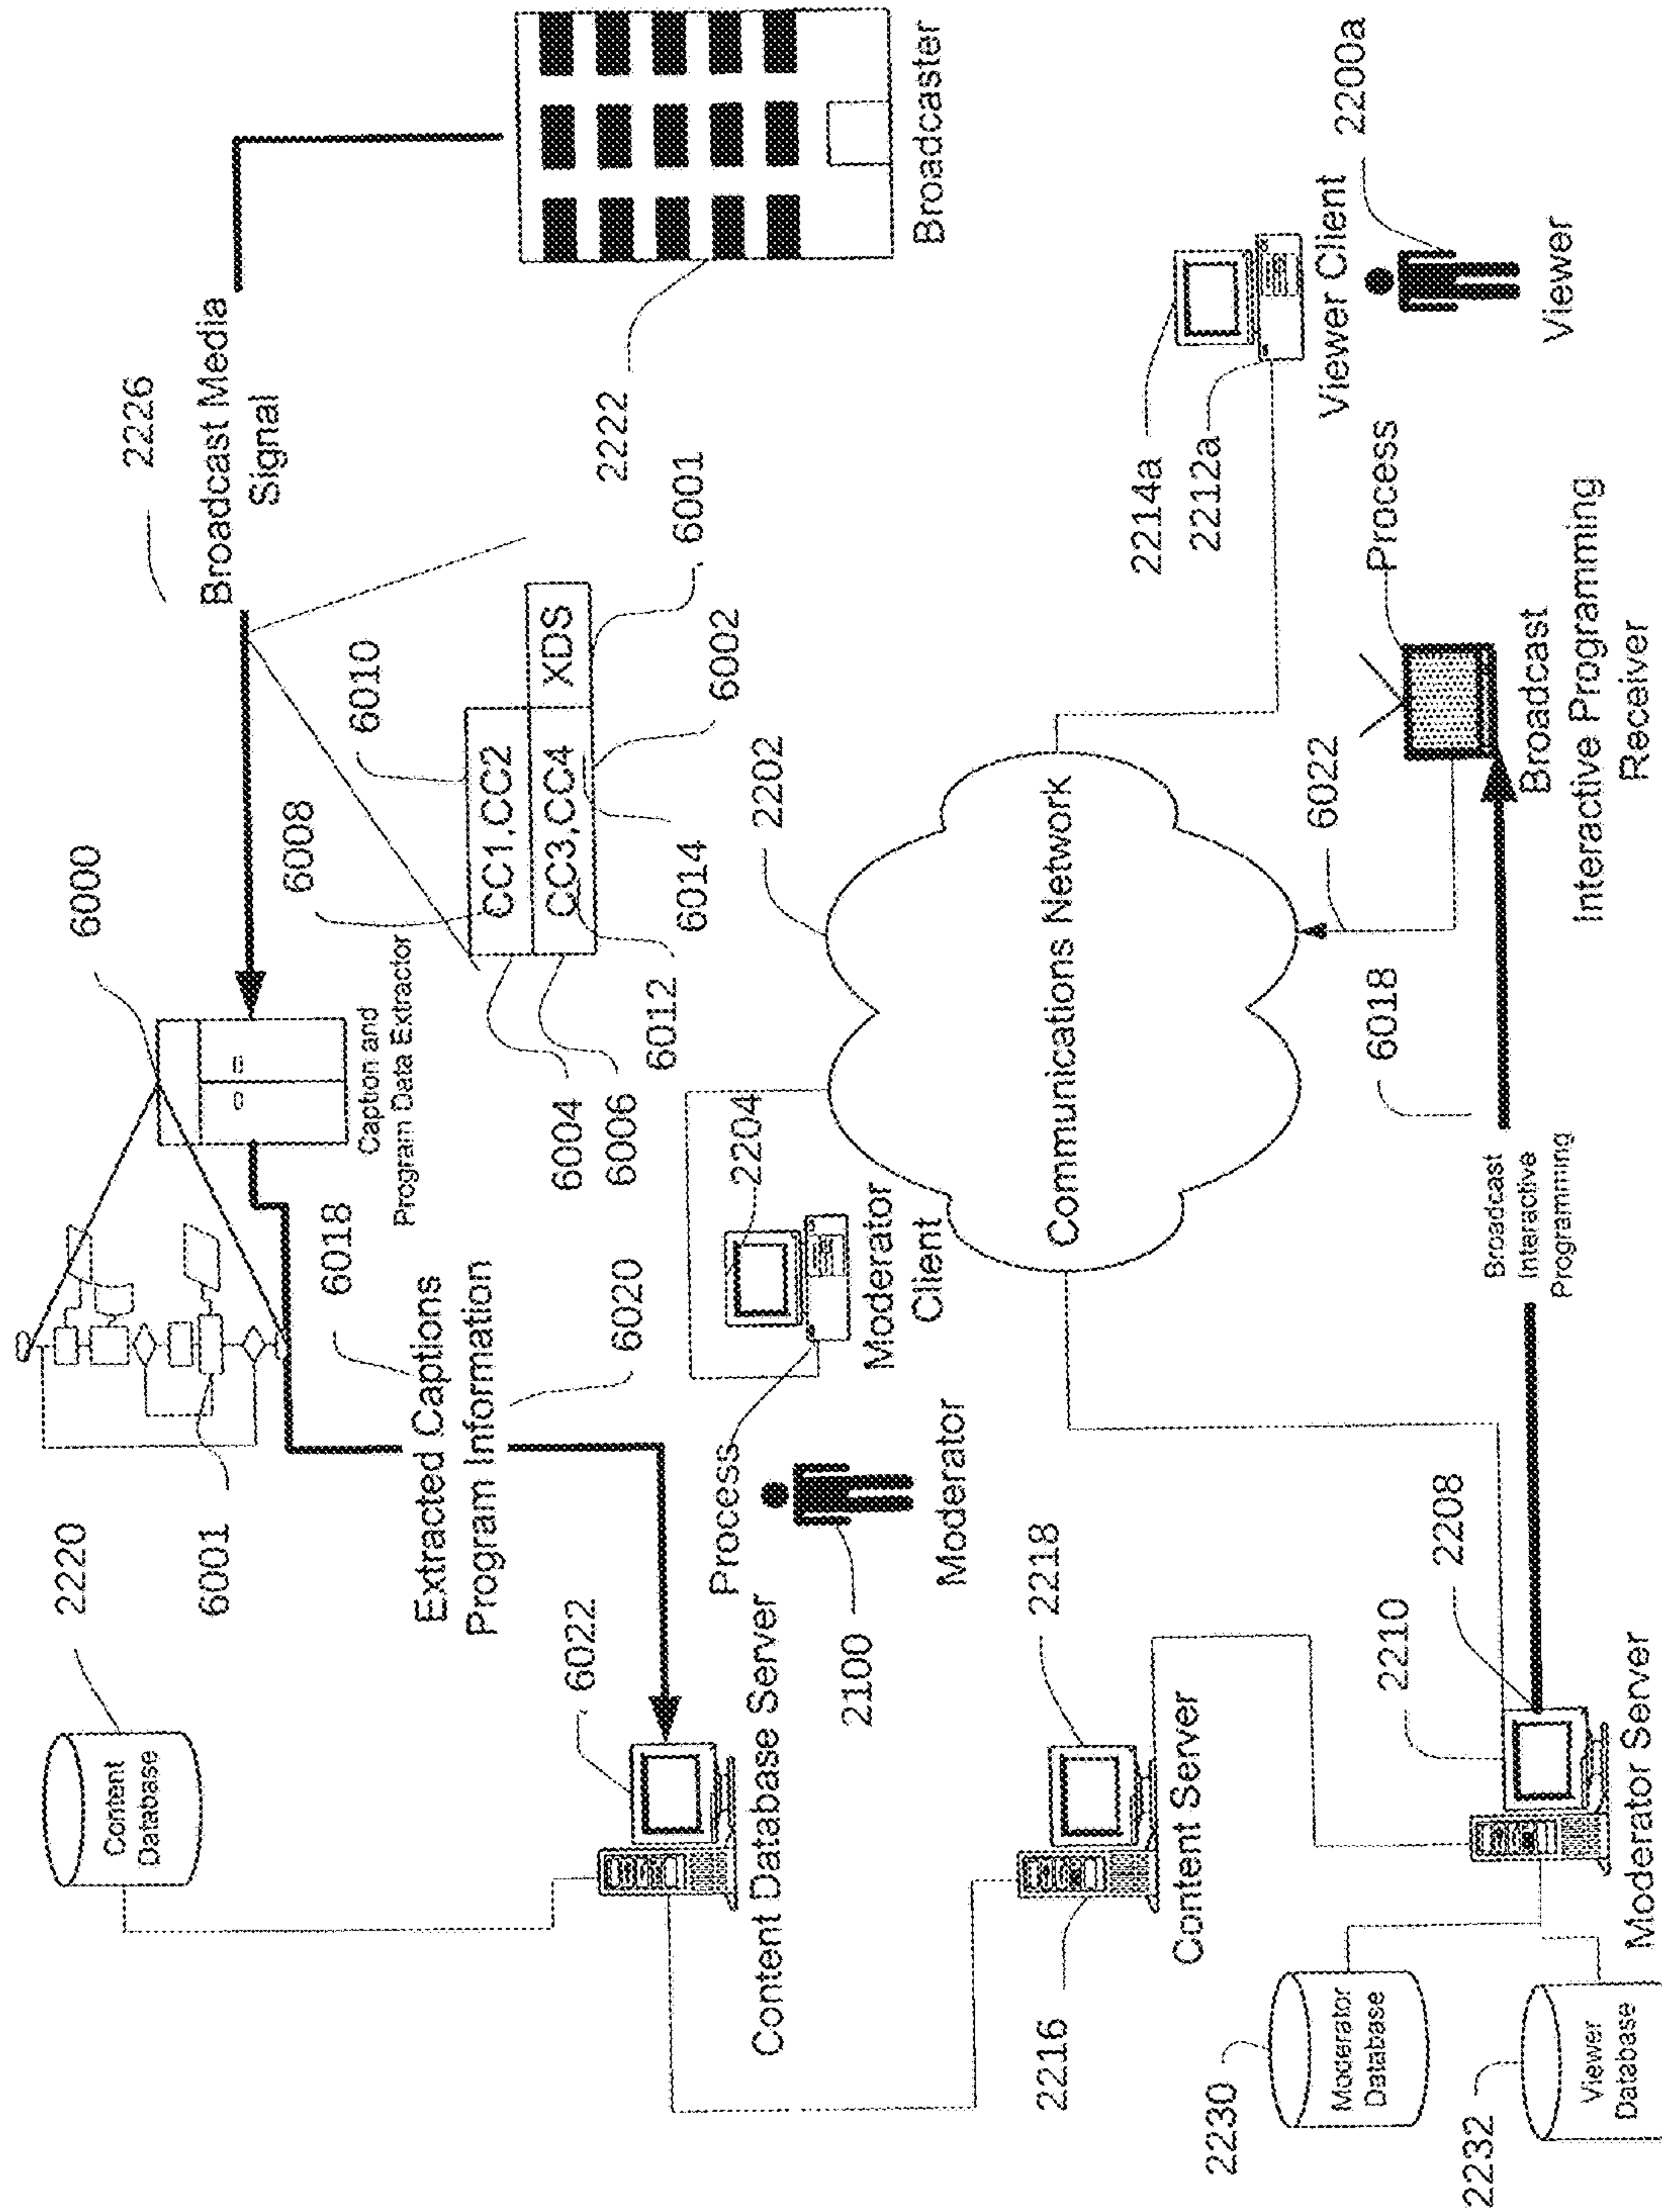 2220
Content
Database
6001
6000
2226
Broadcast Media
Signal
Caption and
Program Data Extractor
6018
Extracted Captions
Program Information
6020
6008
6010
CC1,CC2
CC3,CC4
XDS
6001
6002
6004
6006
6012
6014
2222
Broadcaster
6022
Content Database Server
Process
2204
Moderator
Client
2100
Moderator
2202
Communications Network
2214a
2212a
Viewer Client
2200a
Viewer
2218
2216
Content Server
6022
Process
Broadcast
Interactive Programming
Receiver
6018
Broadcast
Interactive
Programming
2208
2210
Moderator Server
2230
Moderator
Database
2232
Viewer
Database